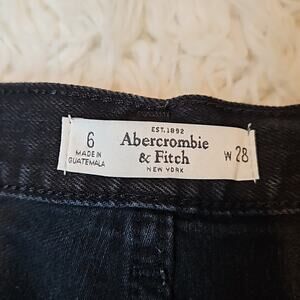 EST. 1892
6
Abercrombie
& Fitch
W 28
MADE IN
GUATEMALA
NEW YORK